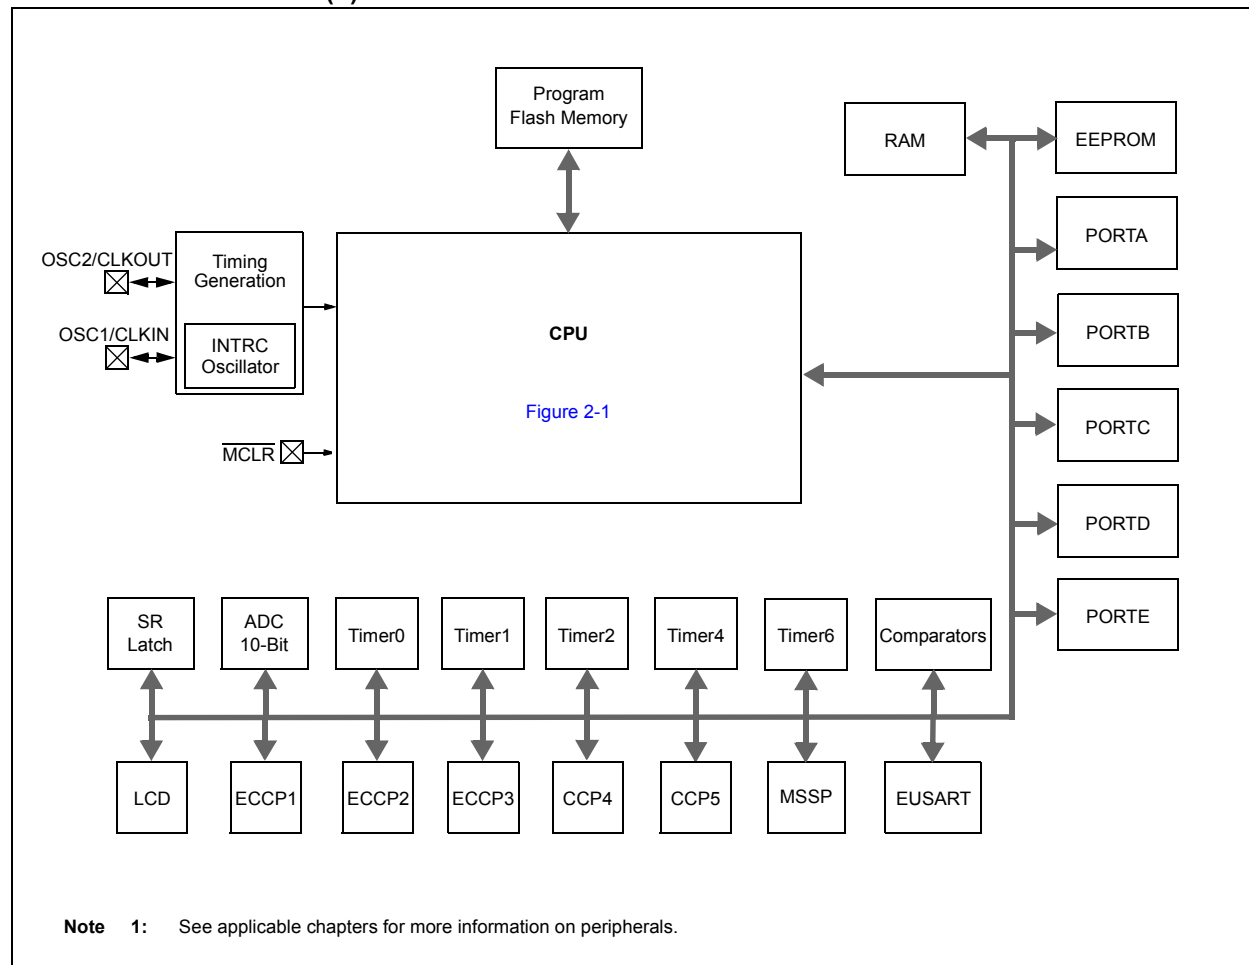 Program
Flash Memory
RAM
EEPROM
PORTA
OSC2/CLKOUT
Timing
Generation
OSC1/CLKIN
INTRC
Oscillator
CPU
PORTB
Figure 2-1
PORTC
MCLR
PORTD
PORTE
SR
Latch
ADC
10-Bit
Timer0
Timer1
Timer2
Timer4
Timer6
Comparators
LCD
ECCP1
ECCP2
ECCP3
CCP4
CCP5
MSSP
EUSART
Note 1: See applicable chapters for more information on peripherals.